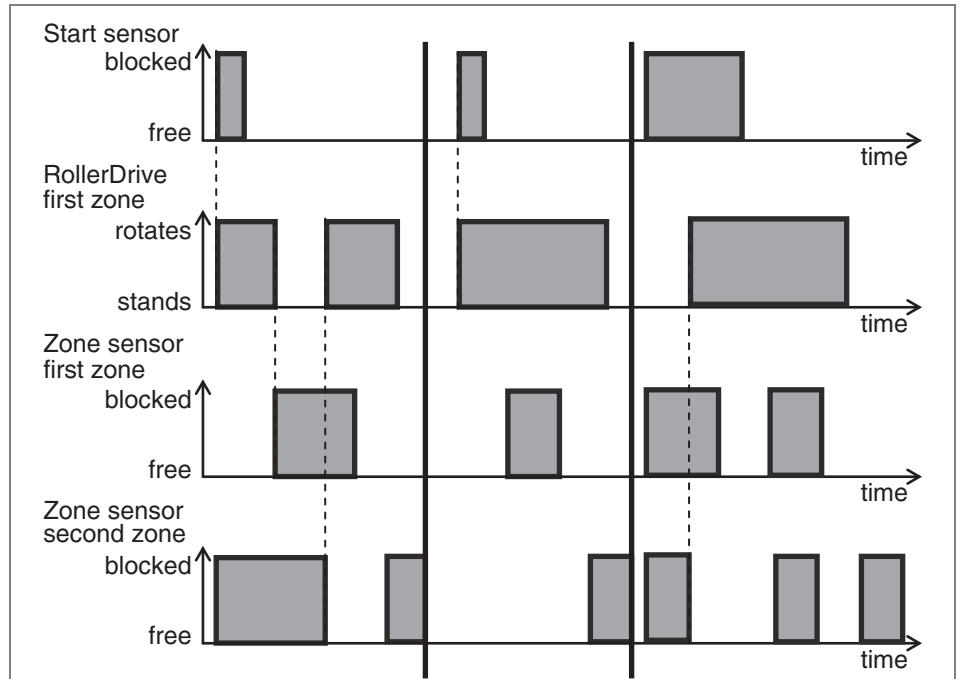 Start sensor
blocked
free
time
RollerDrive
first zone
rotates
stands
time
Zone sensor
first zone
blocked
free
time
Zone sensor
second zone
blocked
free
time